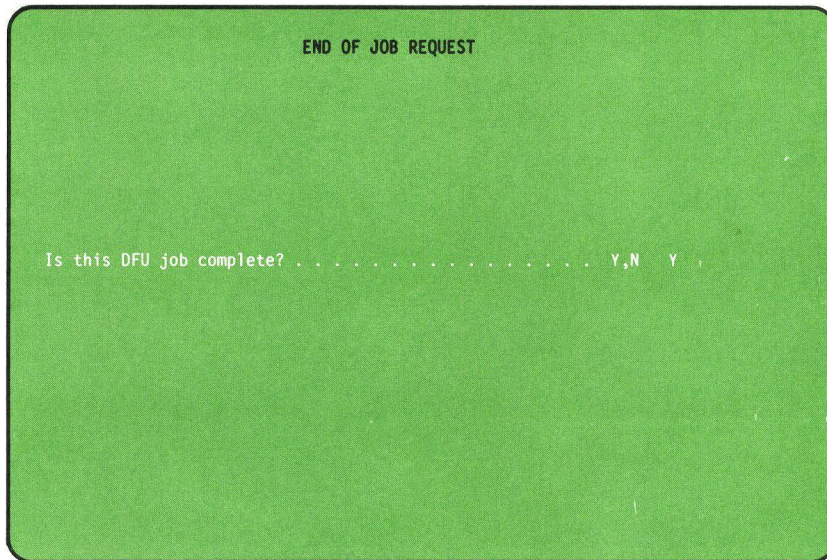 END OF JOB REQUEST
Is this DFU job complete? . . . . . . . . . . . . . . . . Y,N Y